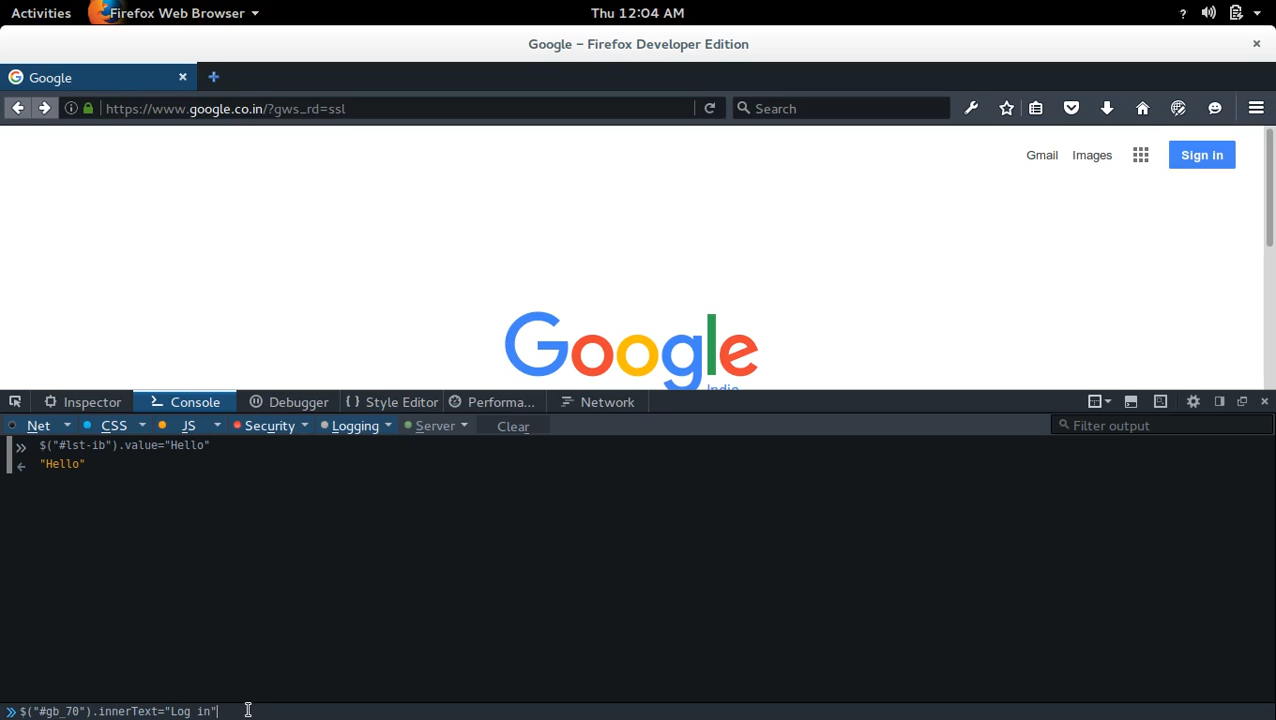 Activities Firefox Web Browser Thu 12:04 AM ?
Google – Firefox Developer Edition
Google
https://www.google.co.in/?gws_rd=ssl Search
Gmail Images Sign in
Google
India
Inspector Console Debugger { } Style Editor Performa... Network
Net CSS JS Security Logging Server Clear Filter output
$("#lst-ib").value="Hello"
"Hello"
$("#gb_70").innerText="Log in"